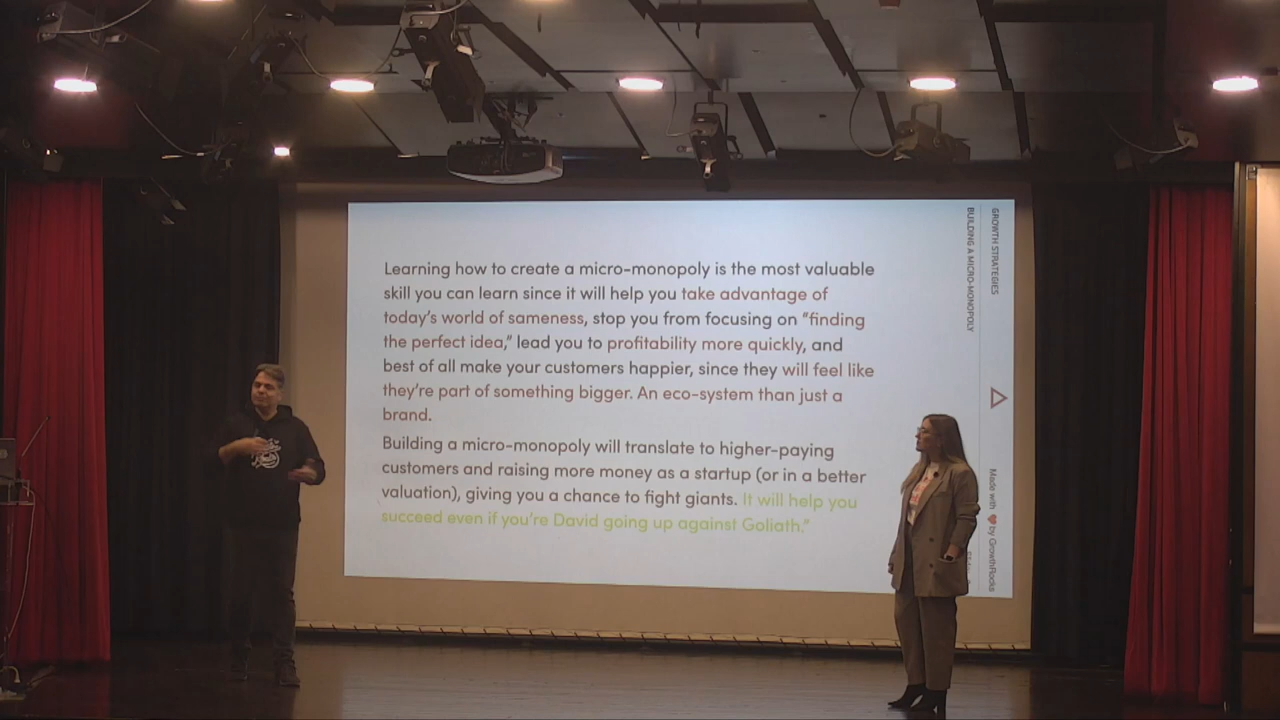 Learning how to create a micro-monopoly is the most valuable
skill you can learn since it will help you take advantage of
today's world of sameness, stop you from focusing on "finding
the perfect idea," lead you to profitability more quickly, and
best of all make your customers happier, since they will feel like
they're part of something bigger. An eco-system than just a
brand.
Building a micro-monopoly will translate to higher-paying
customers and raising more money as a startup (or in a better
valuation), giving you a chance to fight giants. It will help you
succeed even if you're David going up against Goliath."
GROWTH STRATEGIES
BUILDING A MICRO-MONOPOLY
Made with ❤ by GrowthRocks